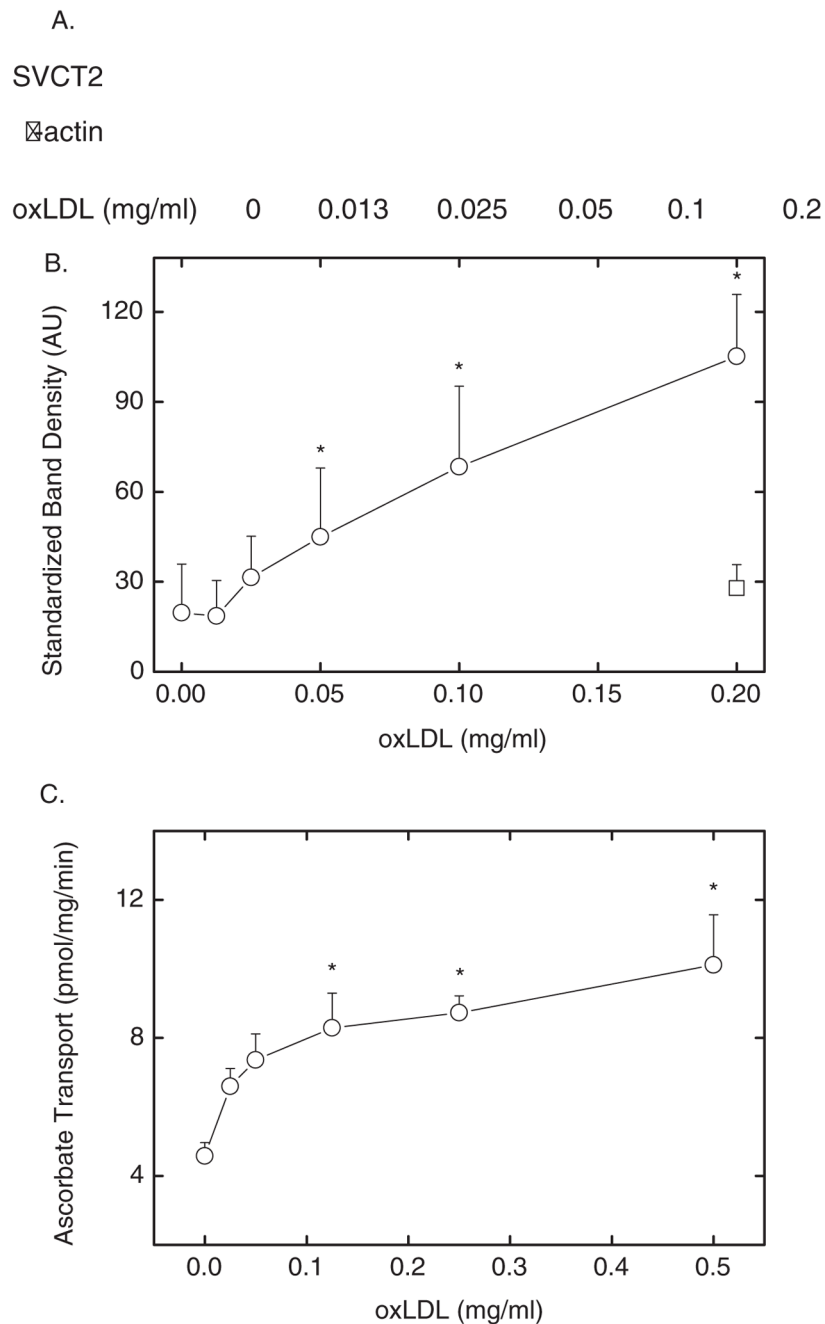 A.
SVCT2
-actin
oxLDL (mg/ml) 0 0.013 0.025 0.05 0.1 0.2
B.
Standardized Band Density (AU)
120
90
60
30
0
* * *
0.00 0.05 0.10 0.15 0.20
oxLDL (mg/ml)
C.
Ascorbate Transport (pmol/mg/min)
12
8
4
* * *
0.0 0.1 0.2 0.3 0.4 0.5
oxLDL (mg/ml)